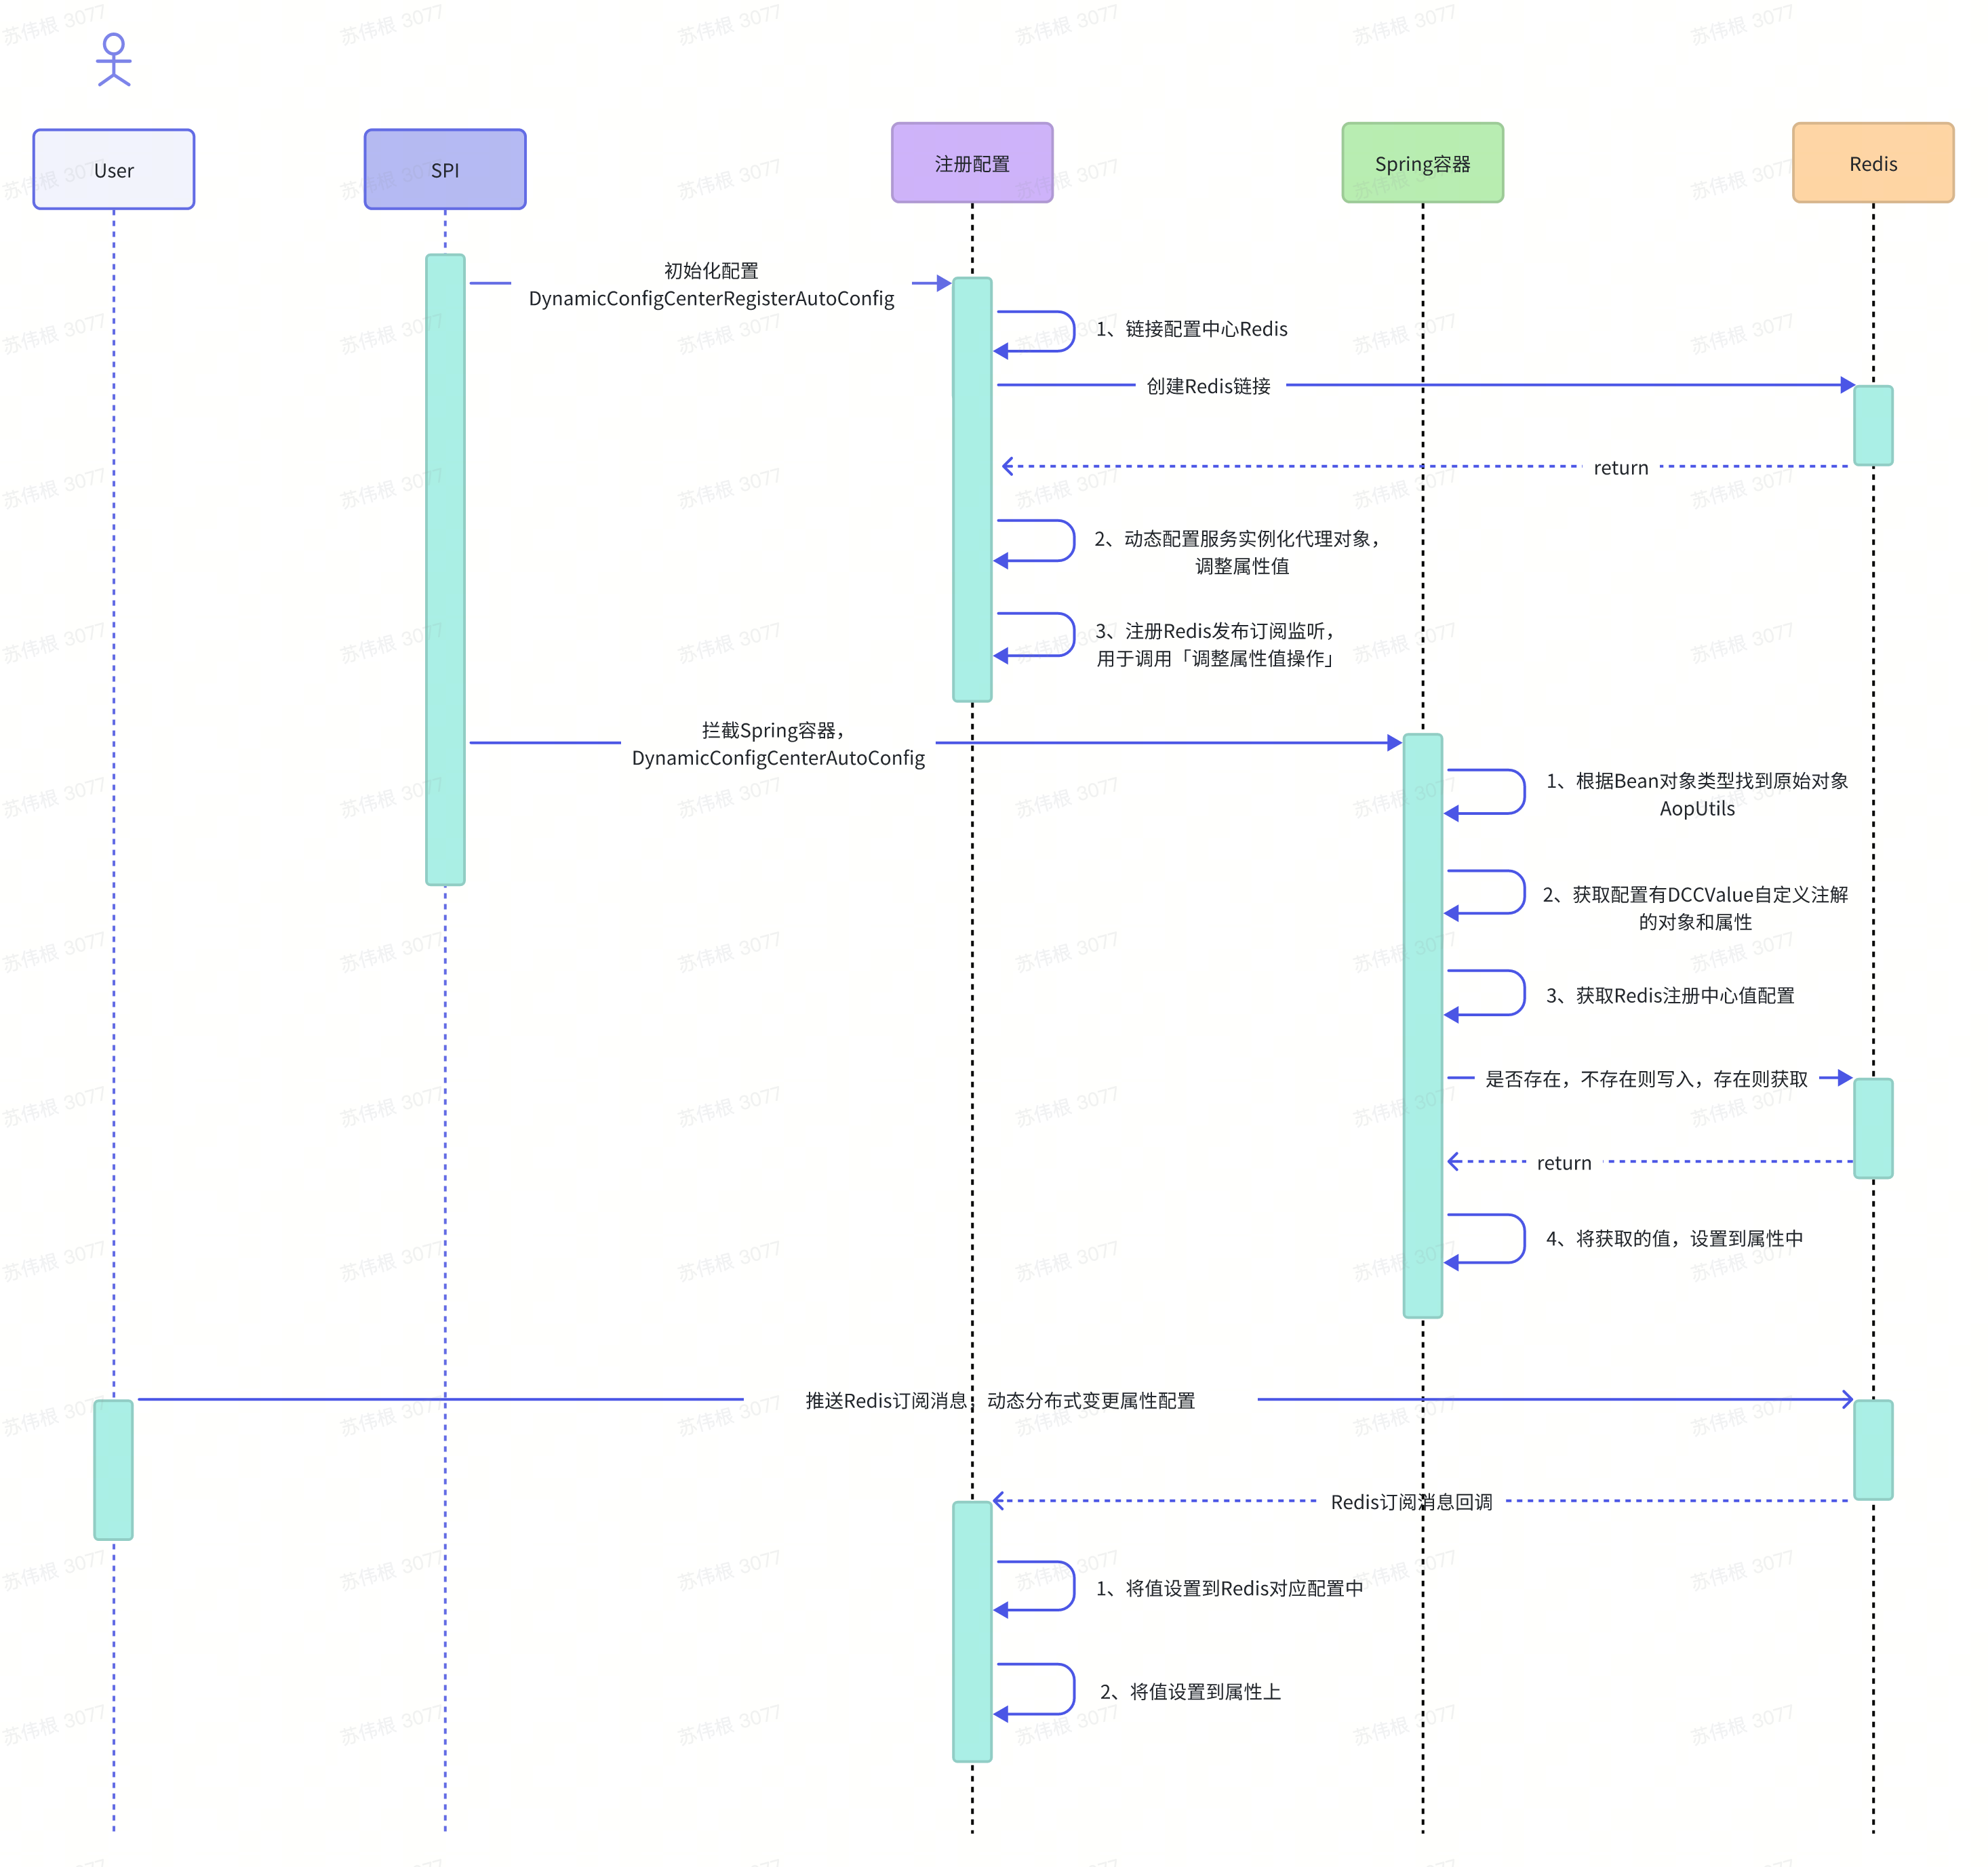 User
SPI
注册配置
Spring容器
Redis
初始化配置
DynamicConfigCenterRegisterAutoConfig
1、链接配置中心Redis
创建Redis链接
return
2、动态配置服务实例化代理对象，
调整属性值
3、注册Redis发布订阅监听，
用于调用「调整属性值操作」
拦截Spring容器，
DynamicConfigCenterAutoConfig
1、根据Bean对象类型找到原始对象
AopUtils
2、获取配置有DCCValue自定义注解
的对象和属性
3、获取Redis注册中心值配置
是否存在，不存在则写入，存在则获取
return
4、将获取的值，设置到属性中
推送Redis订阅消息，动态分布式变更属性配置
Redis订阅消息回调
1、将值设置到Redis对应配置中
2、将值设置到属性上
苏伟根 3077